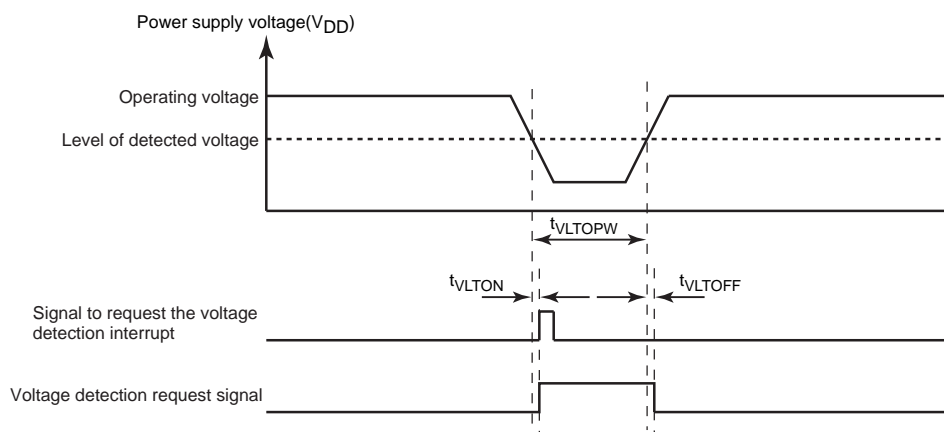 Power supply voltage(VDD)
Operating voltage
Level of detected voltage
tVLTOPW
tVLTON
tVLTOFF
Signal to request the voltage
detection interrupt
Voltage detection request signal